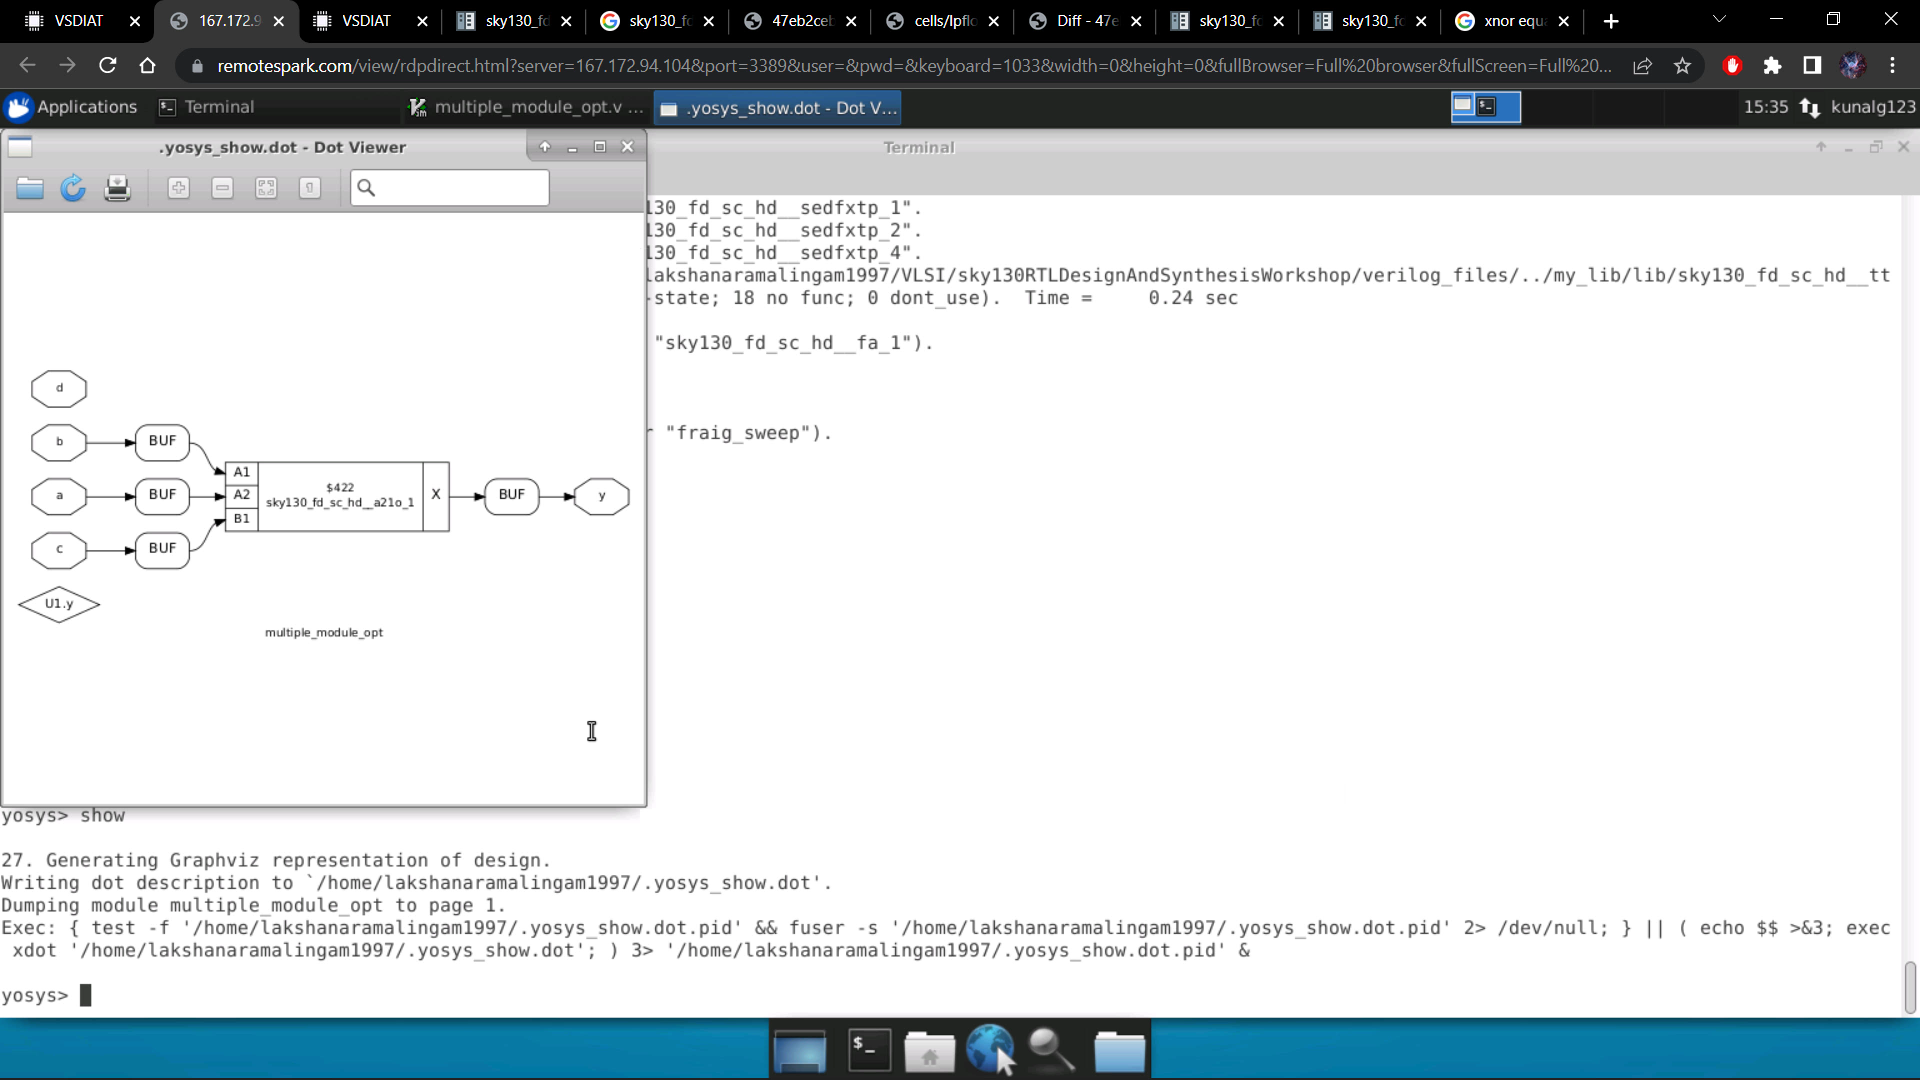 VSDIAT
167.172.9
VSDIAT
sky130_fd
sky130_fc
47eb2ceb
cells/lpflo
Diff - 47e
sky130_fc
sky130_fc
xnor equa
remotespark.com/view/rdpdirect.html?server=167.172.94.104&port=3389&user=&pwd=&keyboard=1033&width=0&height=0&fullBrowser=Full%20browser&fullScreen=Full%20...
Applications
Terminal
multiple_module_opt.v ...
.yosys_show.dot - Dot V...
15:35
kunalg123
.yosys_show.dot - Dot Viewer
Terminal
130_fd_sc_hd__sedfxtp_1".
130_fd_sc_hd__sedfxtp_2".
130_fd_sc_hd__sedfxtp_4".
lakshanaramalingam1997/VLSI/sky130RTLDesignAndSynthesisWorkshop/verilog_files/../my_lib/lib/sky130_fd_sc_hd__tt
-state; 18 no func; 0 dont_use).  Time =     0.24 sec
"sky130_fd_sc_hd__fa_1").
r "fraig_sweep").
d
b
BUF
a
BUF
c
BUF
A1
A2
B1
$422
sky130_fd_sc_hd__a21o_1
X
BUF
y
U1.y
multiple_module_opt
yosys> show
27. Generating Graphviz representation of design.
Writing dot description to `/home/lakshanaramalingam1997/.yosys_show.dot'.
Dumping module multiple_module_opt to page 1.
Exec: { test -f '/home/lakshanaramalingam1997/.yosys_show.dot.pid' && fuser -s '/home/lakshanaramalingam1997/.yosys_show.dot.pid' 2> /dev/null; } || ( echo $$ >&3; exec
xdot '/home/lakshanaramalingam1997/.yosys_show.dot'; ) 3> '/home/lakshanaramalingam1997/.yosys_show.dot.pid' &
yosys>